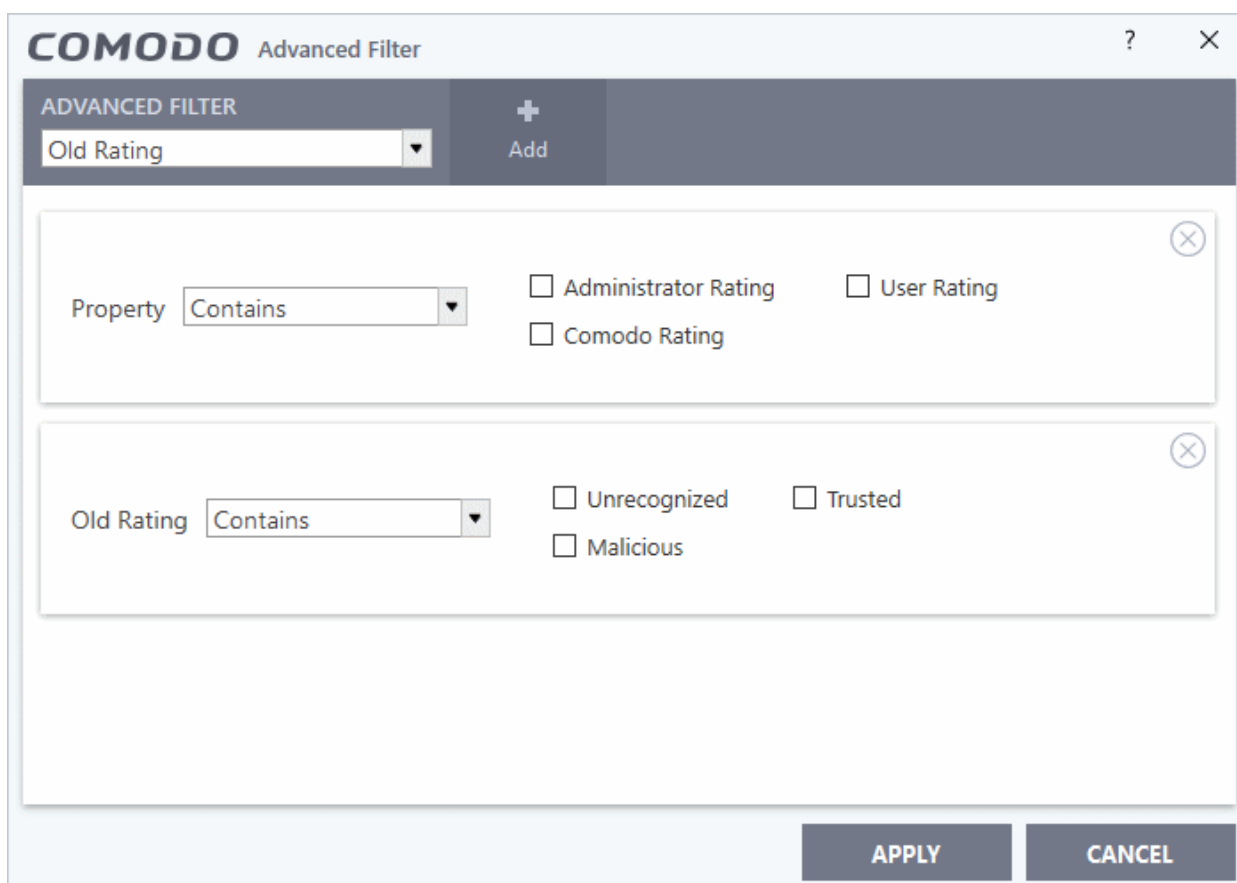 COMODO Advanced Filter ?
ADVANCED FILTER
Old Rating
Add
Property Contains
Administrator Rating User Rating
Comodo Rating
Old Rating Contains
Unrecognized Trusted
Malicious
APPLY CANCEL